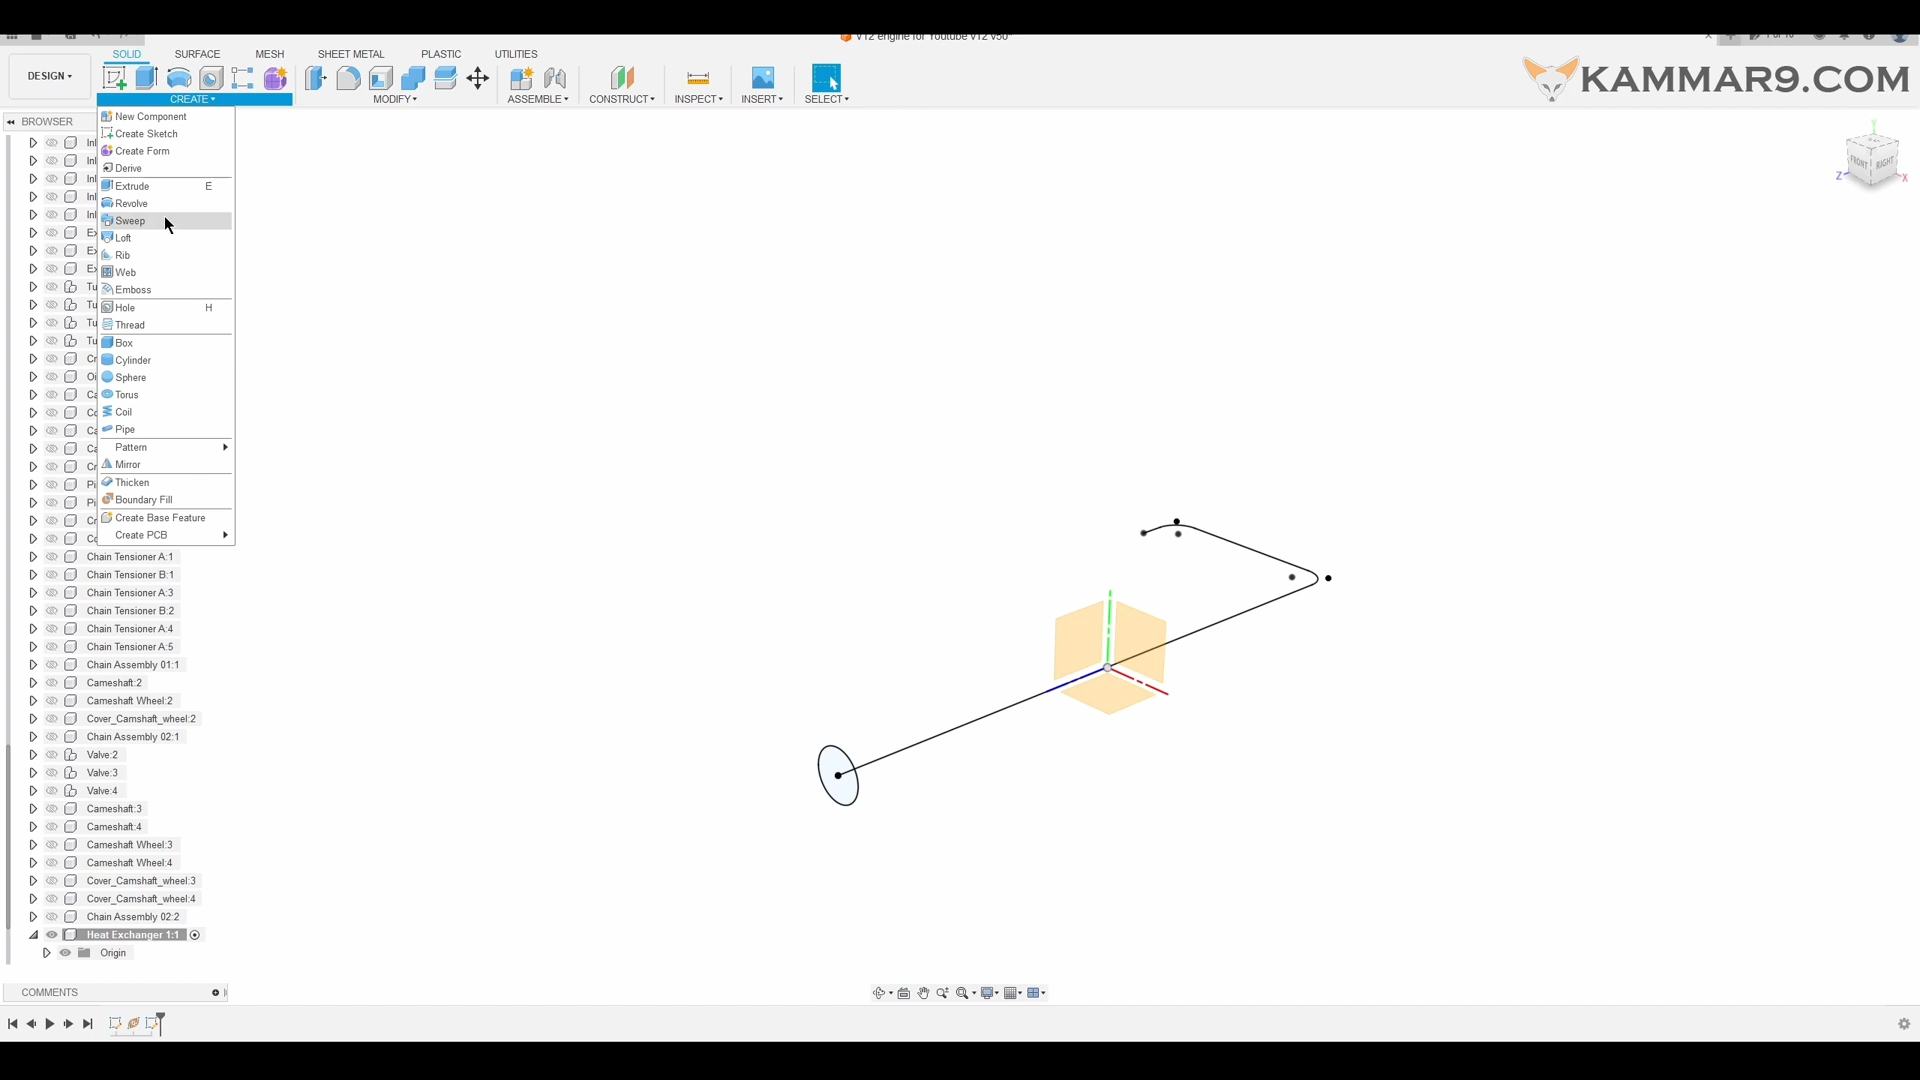 V12 engine for Youtube V12 v50*
SOLID SURFACE MESH SHEET METAL PLASTIC UTILITIES
DESIGN
CREATE MODIFY ASSEMBLE CONSTRUCT INSPECT INSERT SELECT
KAMMAR9.COM
BROWSER
New Component
Create Sketch
Create Form
Derive
Extrude E
Revolve
Sweep
Loft
Rib
Web
Emboss
Hole H
Thread
Box
Cylinder
Sphere
Torus
Coil
Pipe
Pattern
Mirror
Thicken
Boundary Fill
Create Base Feature
Create PCB
FRONT RIGHT
Y
Z X
Chain Tensioner A:1
Chain Tensioner B:1
Chain Tensioner A:3
Chain Tensioner B:2
Chain Tensioner A:4
Chain Tensioner A:5
Chain Assembly 01:1
Cameshaft:2
Cameshaft Wheel:2
Cover_Camshaft_wheel:2
Chain Assembly 02:1
Valve:2
Valve:3
Valve:4
Cameshaft:3
Cameshaft:4
Cameshaft Wheel:3
Cameshaft Wheel:4
Cover_Camshaft_wheel:3
Cover_Camshaft_wheel:4
Chain Assembly 02:2
Heat Exchanger 1:1
Origin
COMMENTS